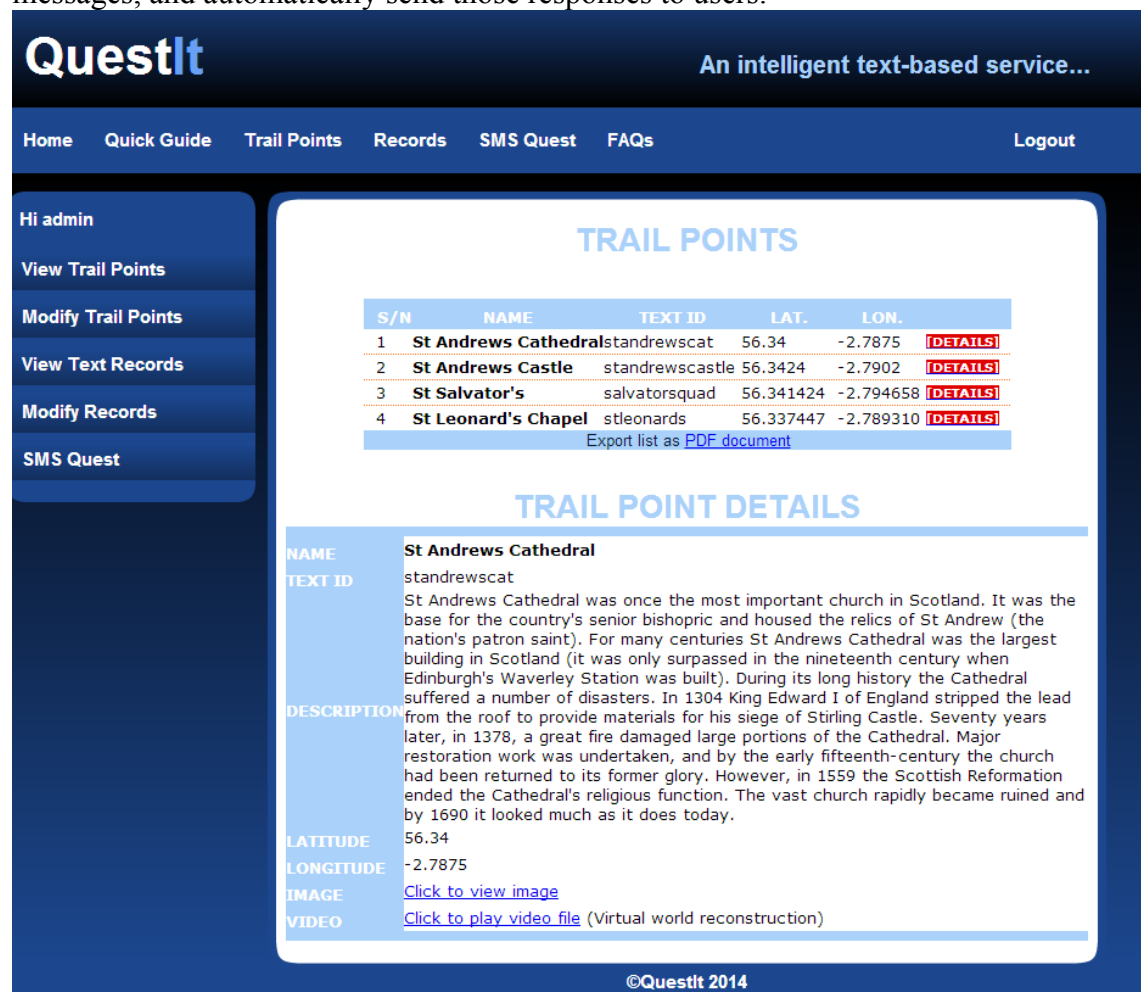 messages, and automatically send those responses to users.
QuestIt
An intelligent text-based service...
Home Quick Guide Trail Points Records SMS Quest FAQs Logout
Hi admin
View Trail Points
Modify Trail Points
View Text Records
Modify Records
SMS Quest
TRAIL POINTS
S/N NAME TEXT ID LAT. LON.
1 St Andrews Cathedral standrewscat 56.34 -2.7875 [DETAILS]
2 St Andrews Castle standrewscastle 56.3424 -2.7902 [DETAILS]
3 St Salvator's salvatorsquad 56.341424 -2.794658 [DETAILS]
4 St Leonard's Chapel stleonards 56.337447 -2.789310 [DETAILS]
Export list as PDF document
TRAIL POINT DETAILS
NAME St Andrews Cathedral
TEXT ID standrewscat
DESCRIPTION
St Andrews Cathedral was once the most important church in Scotland. It was the
base for the country's senior bishopric and housed the relics of St Andrew (the
nation's patron saint). For many centuries St Andrews Cathedral was the largest
building in Scotland (it was only surpassed in the nineteenth century when
Edinburgh's Waverley Station was built). During its long history the Cathedral
suffered a number of disasters. In 1304 King Edward I of England stripped the lead
from the roof to provide materials for his siege of Stirling Castle. Seventy years
later, in 1378, a great fire damaged large portions of the Cathedral. Major
restoration work was undertaken, and by the early fifteenth-century the church
had been returned to its former glory. However, in 1559 the Scottish Reformation
ended the Cathedral's religious function. The vast church rapidly became ruined and
by 1690 it looked much as it does today.
LATITUDE 56.34
LONGITUDE -2.7875
IMAGE Click to view image
VIDEO Click to play video file (Virtual world reconstruction)
©QuestIt 2014